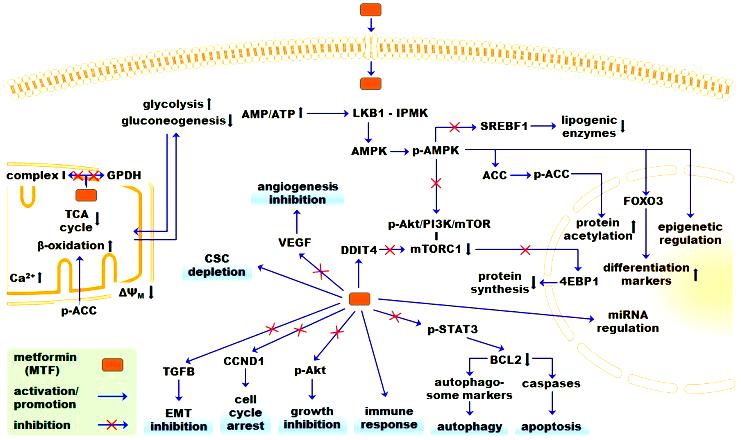 glycolysis↑
gluconeogenesis↓
AMP/ATP↑
LKB1 - IPMK
SREBF1
lipogenic
enzymes↓
AMPK
p-AMPK
complex I
GPDH
ACC
p-ACC
angiogenesis
inhibition
FOXO3
TCA
cycle↓
p-Akt/PI3K/mTOR
protein
acetylation↑
epigenetic
regulation
β-oxidation↑
VEGF
DDIT4
mTORC1↓
CSC
depletion
differentiation
markers↑
Ca²⁺↑
protein
synthesis↓
4EBP1
ΔΨM↓
p-ACC
miRNA
regulation
p-STAT3
metformin
(MTF)
activation/
promotion
inhibition
TGFB
CCND1
p-Akt
BCL2↓
autophago-
some markers
caspases
EMT
inhibition
cell
cycle
arrest
growth
inhibition
immune
response
autophagy
apoptosis